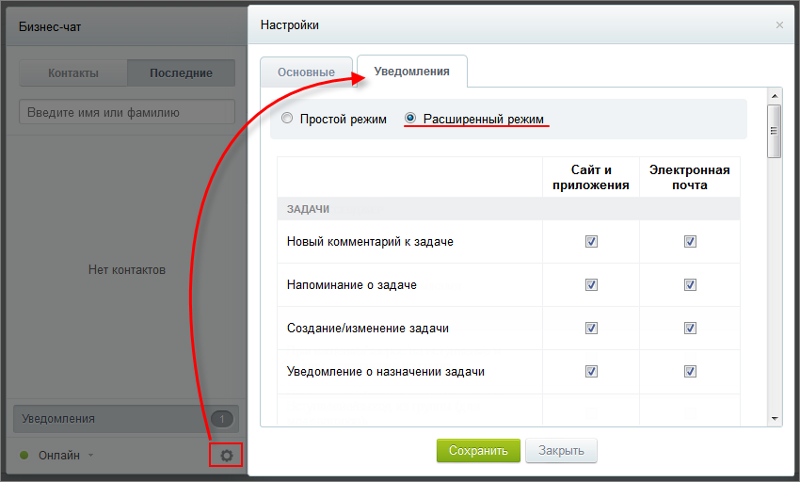 Бизнес-чат
Контакты
Последние
Введите имя или фамилию
Нет контактов
Уведомления
1
Онлайн
Настройки
Основные
Уведомления
Простой режим
Расширенный режим
Сайт и
приложения
Электронная
почта
ЗАДАЧИ
Новый комментарий к задаче
Напоминание о задаче
Создание/изменение задачи
Уведомление о назначении задачи
Сохранить
Закрыть